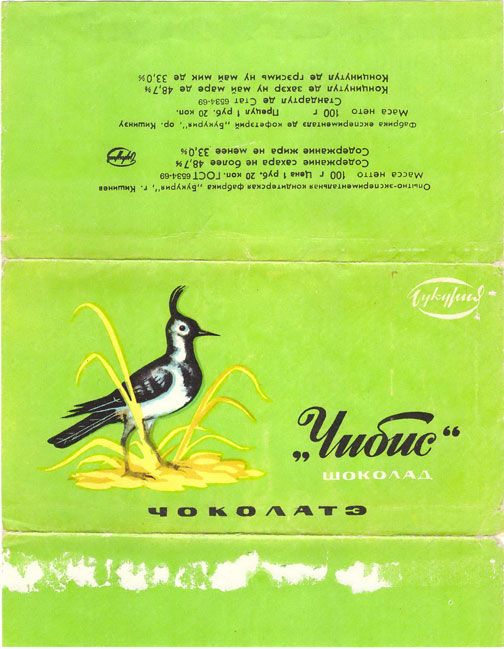 Опытно-экспериментальная кондитерская фабрика „Букурия", г. Кишинев
Масса нетто 100 г Цена 1 руб. 20 коп. ГОСТ 6534-69
Содержание сахара не более 48,7%
Содержание жира не менее 33,0%
Букурия
Фабрика експерименталэ де кофетэрий „Букурия", ор. Кишинэу
Маса нето 100 г Прецул 1 руб. 20 коп.
Стандартул де Стат 6534-69
Концинутул де захэр ну май маре де 48,7%
Концинутул де грэсимь ну май мик де 33,0%
Букурия
„Чибис“
ШОКОЛАД
ЧОКОЛАТЭ